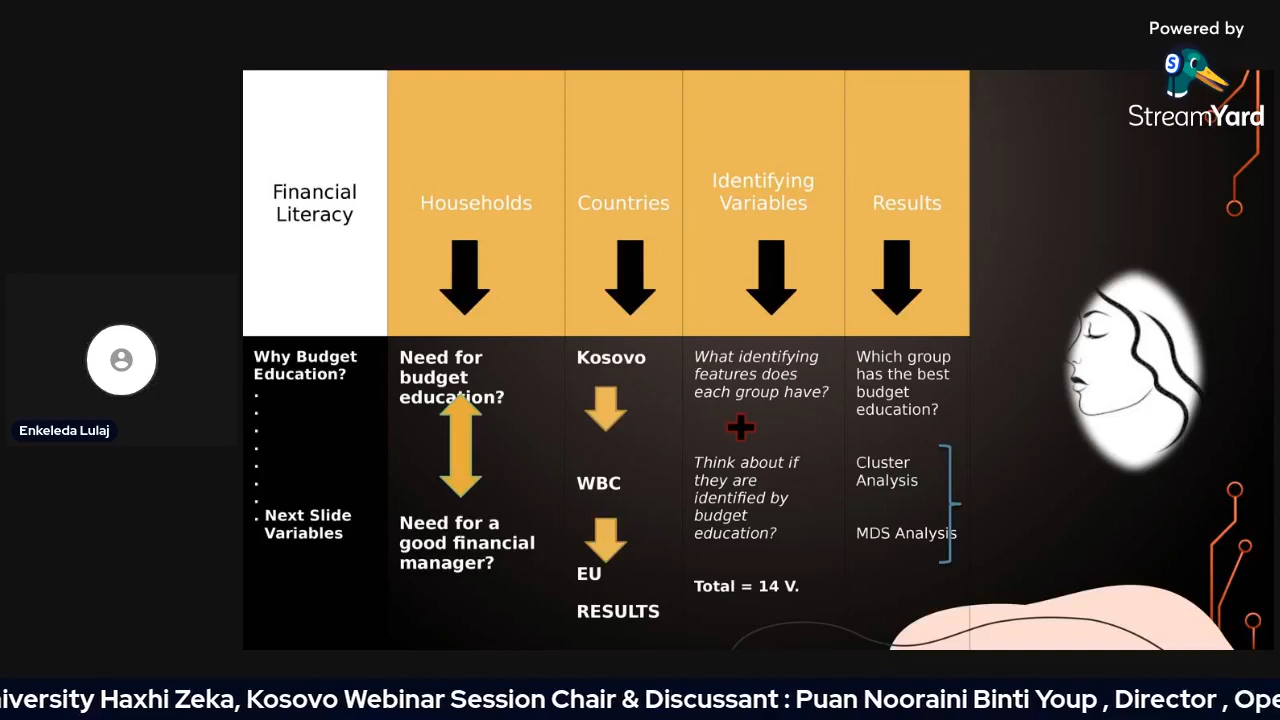 Powered by
S
StreamYard
Financial
Literacy
Households
Countries
Identifying
Variables
Results
Why Budget
Education?
.
.
.
.
.
.
.
. Next Slide
Variables
Need for
budget
education?
Need for a
good financial
manager?
Kosovo
WBC
EU
RESULTS
What identifying
features does
each group have?
Think about if
they are
identified by
budget
education?
Total = 14 V.
Which group
has the best
budget
education?
Cluster
Analysis
MDS Analysis
Enkeleda Lulaj
iversity Haxhi Zeka, Kosovo Webinar Session Chair & Discussant : Puan Nooraini Binti Youp , Director , Ope